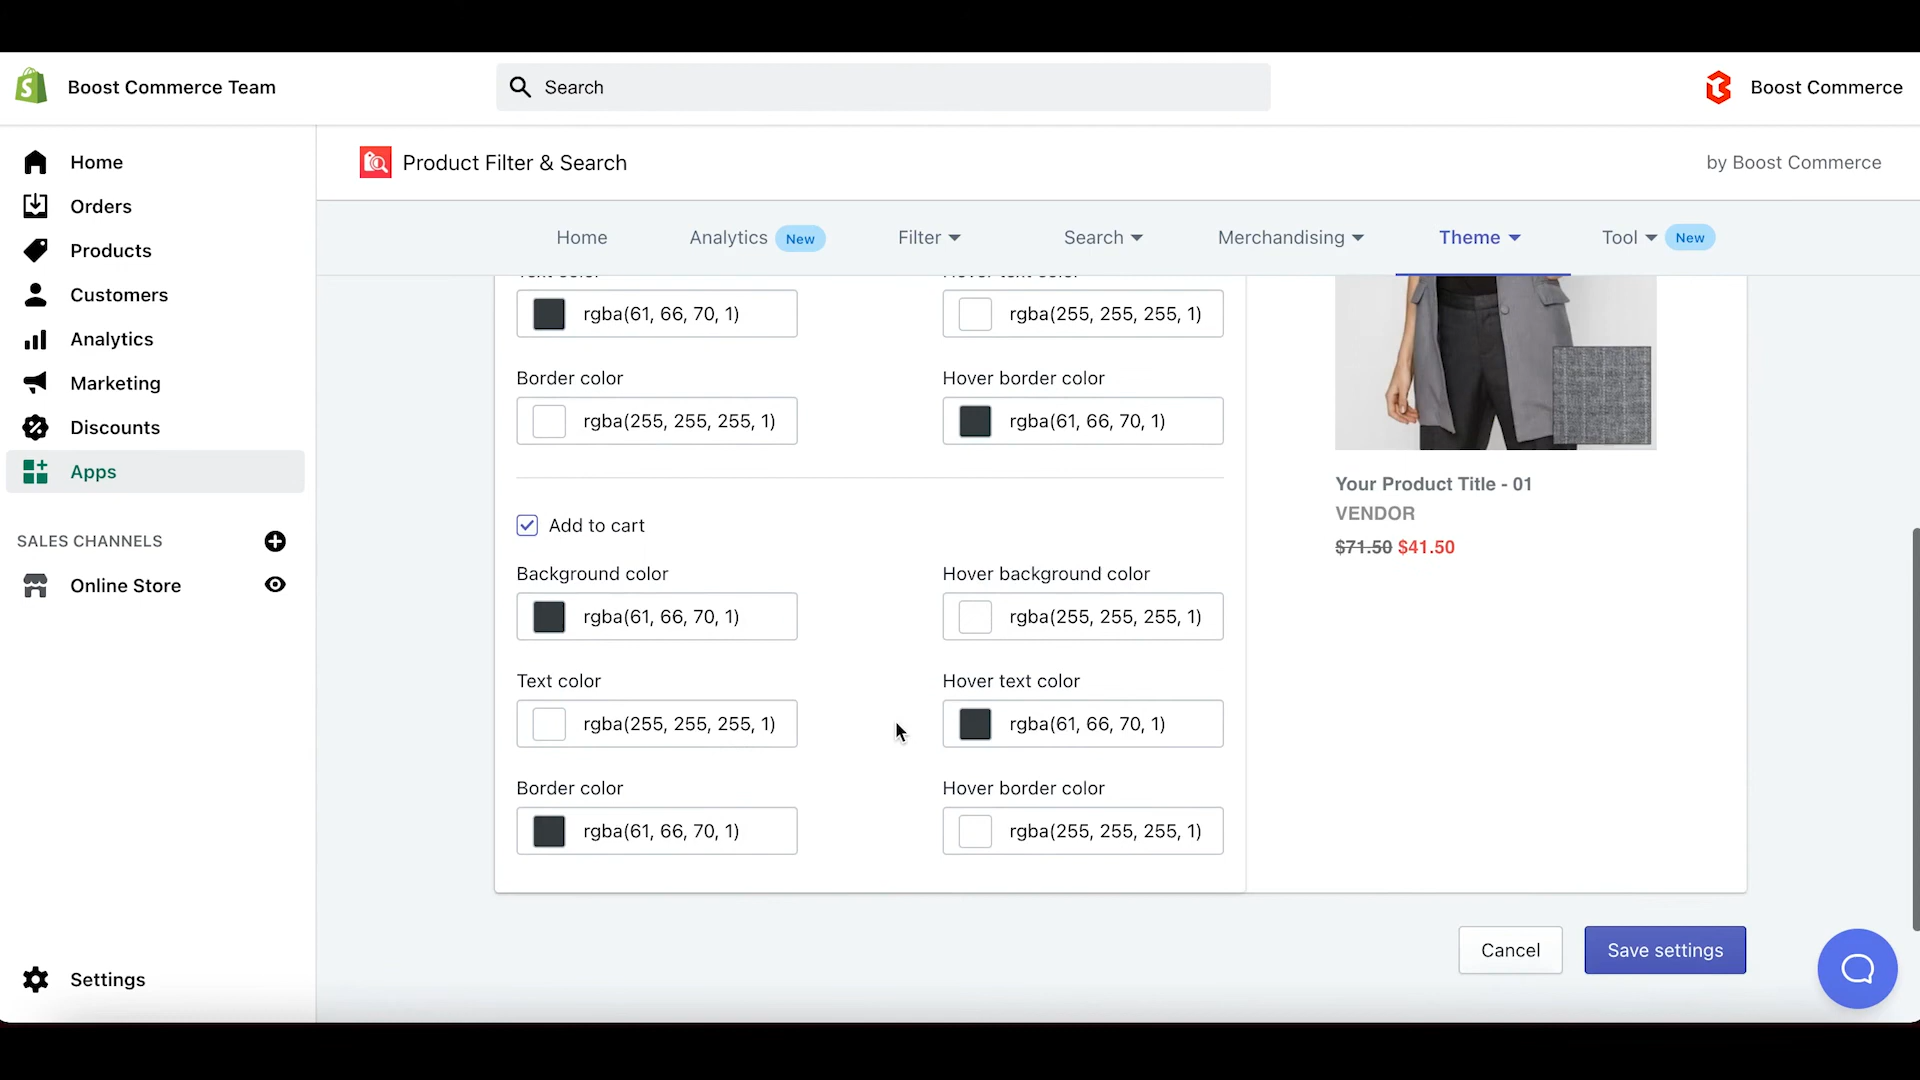 Boost Commerce Team
Search
Boost Commerce
Home
Orders
Products
Customers
Analytics
Marketing
Discounts
Apps
SALES CHANNELS
Online Store
Settings
Product Filter & Search
by Boost Commerce
Home
Analytics New
Filter
Search
Merchandising
Theme
Tool New
rgba(61, 66, 70, 1)
rgba(255, 255, 255, 1)
Border color
Hover border color
rgba(255, 255, 255, 1)
rgba(61, 66, 70, 1)
Add to cart
Background color
Hover background color
rgba(61, 66, 70, 1)
rgba(255, 255, 255, 1)
Text color
Hover text color
rgba(255, 255, 255, 1)
rgba(61, 66, 70, 1)
Border color
Hover border color
rgba(61, 66, 70, 1)
rgba(255, 255, 255, 1)
Your Product Title - 01
VENDOR
$71.50 $41.50
Cancel
Save settings